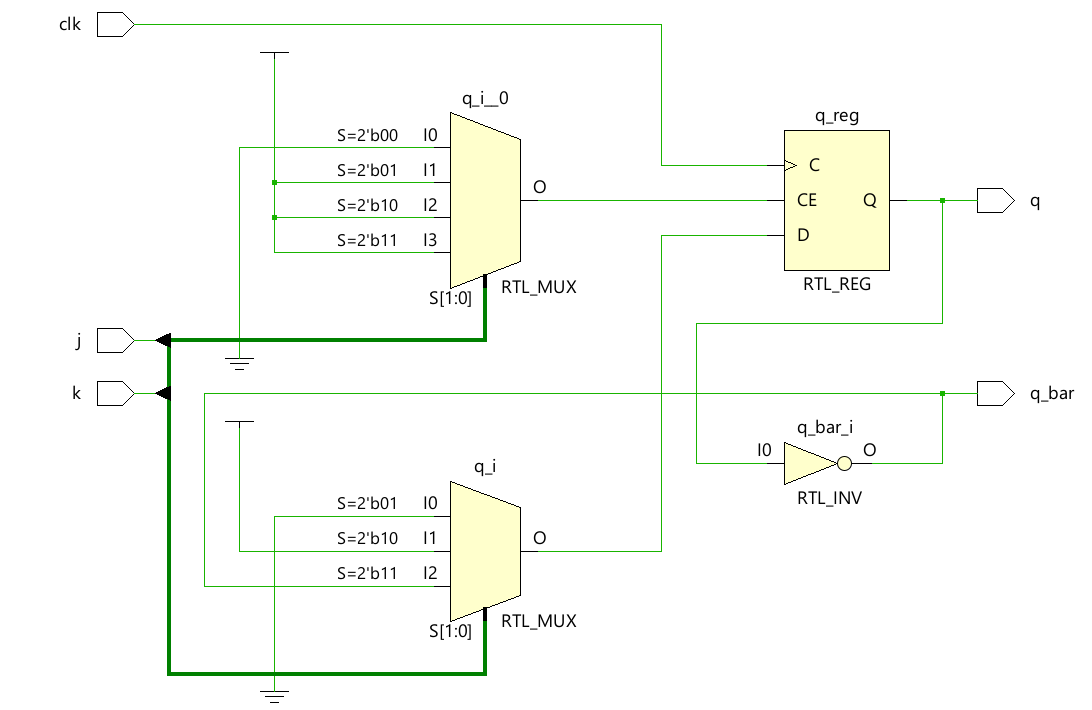 clk
q_i__0
q_reg
S=2'b00 I0
C
S=2'b01 I1
O
S=2'b10 I2
CE Q
q
S=2'b11 I3
D
S[1:0] RTL_MUX
RTL_REG
j
k
q_bar
q_bar_i
I0 O
q_i
RTL_INV
S=2'b01 I0
S=2'b10 I1
O
S=2'b11 I2
S[1:0] RTL_MUX